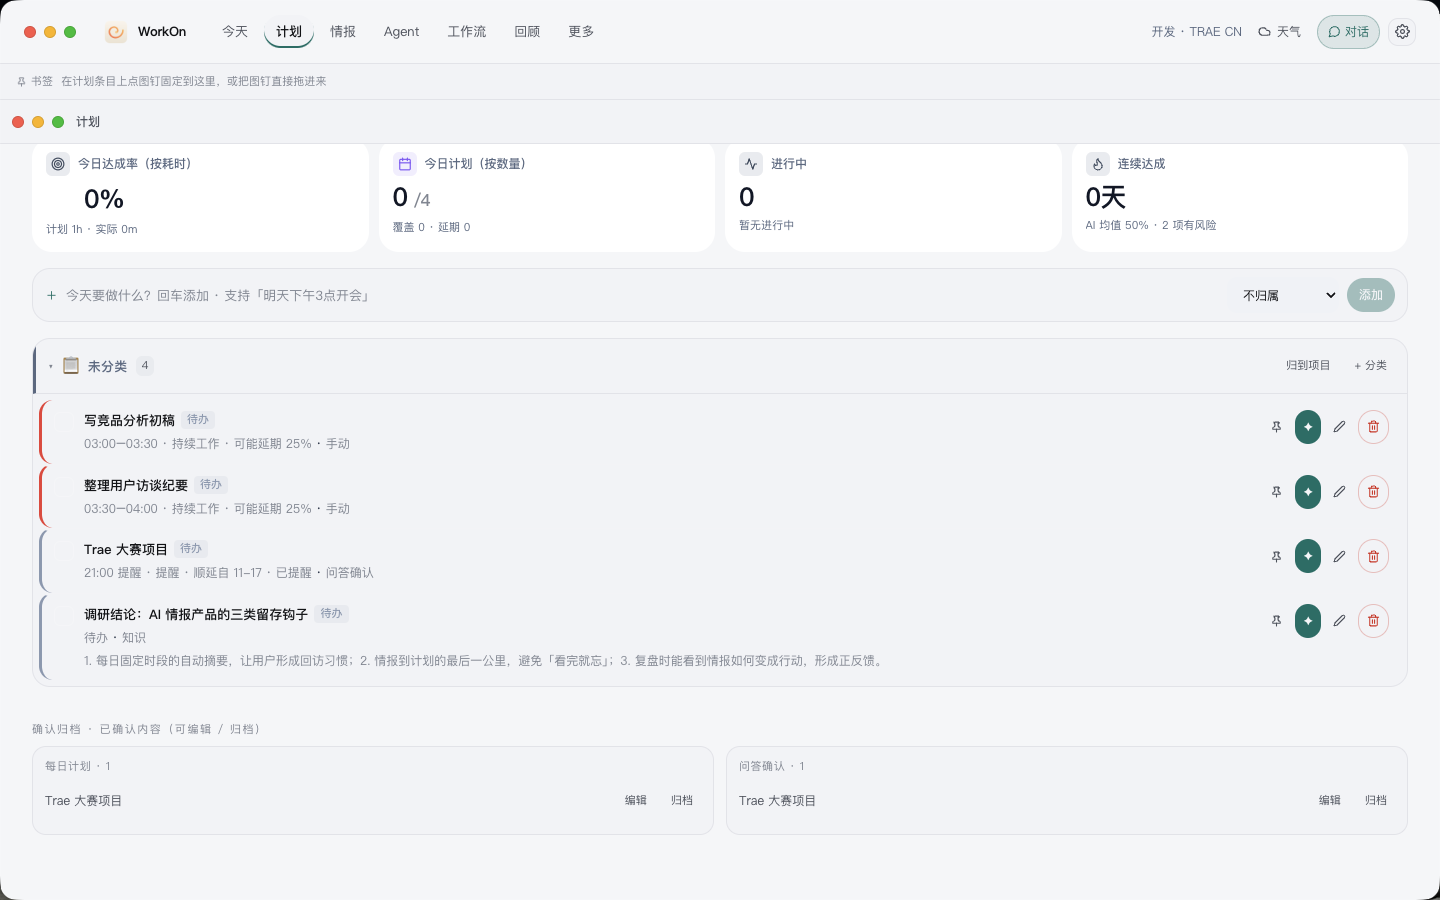 WorkOn 今天 计划 情报 Agent 工作流 回顾 更多 开发 · TRAE CN 天气 对话
书签 在计划条目上点图钉固定到这里，或把图钉直接拖进来
计划
今日达成率（按耗时）
0%
计划 1h · 实际 0m
今日计划（按数量）
0 /4
覆盖 0 · 延期 0
进行中
0
暂无进行中
连续达成
0天
AI 均值 50% · 2 项有风险
+ 今天要做什么？回车添加 · 支持「明天下午3点开会」 不归属 添加
未分类 4 归到项目 + 分类
写竞品分析初稿 待办
03:00—03:30 · 持续工作 · 可能延期 25% · 手动
整理用户访谈纪要 待办
03:30—04:00 · 持续工作 · 可能延期 25% · 手动
Trae 大赛项目 待办
21:00 提醒 · 提醒 · 顺延自 11-17 · 已提醒 · 问答确认
调研结论：AI 情报产品的三类留存钩子 待办
待办 · 知识
1. 每日固定时段的自动摘要，让用户形成回访习惯；2. 情报到计划的最后一公里，避免「看完就忘」；3. 复盘时能看到情报如何变成行动，形成正反馈。
确认归档 · 已确认内容（可编辑 / 归档）
每日计划 · 1
Trae 大赛项目 编辑 归档
问答确认 · 1
Trae 大赛项目 编辑 归档